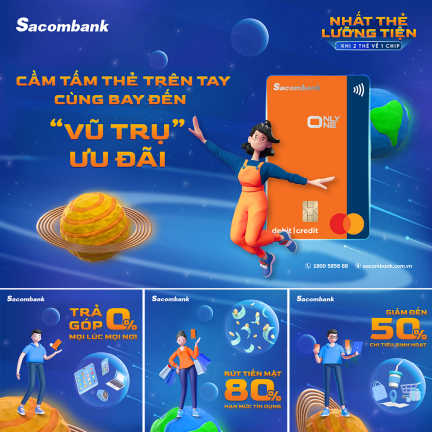 Sacombank
NHẤT THẺ
LƯỠNG TIỆN
KHI 2 THẺ VỀ 1 CHIP
CẦM TẤM THẺ TRÊN TAY
CÙNG BAY ĐẾN
“VŨ TRỤ”
ƯU ĐÃI
Sacombank
ONLY
ONE
debit | credit
mastercard
1800 5858 88
sacombank.com.vn
Sacombank
TRẢ
GÓP 0%
MỌI LÚC MỌI NƠI
Sacombank
RÚT TIỀN MẶT
80%
HẠN MỨC TÍN DỤNG
Sacombank
GIẢM ĐẾN
50%
CHI TIÊU SINH HOẠT